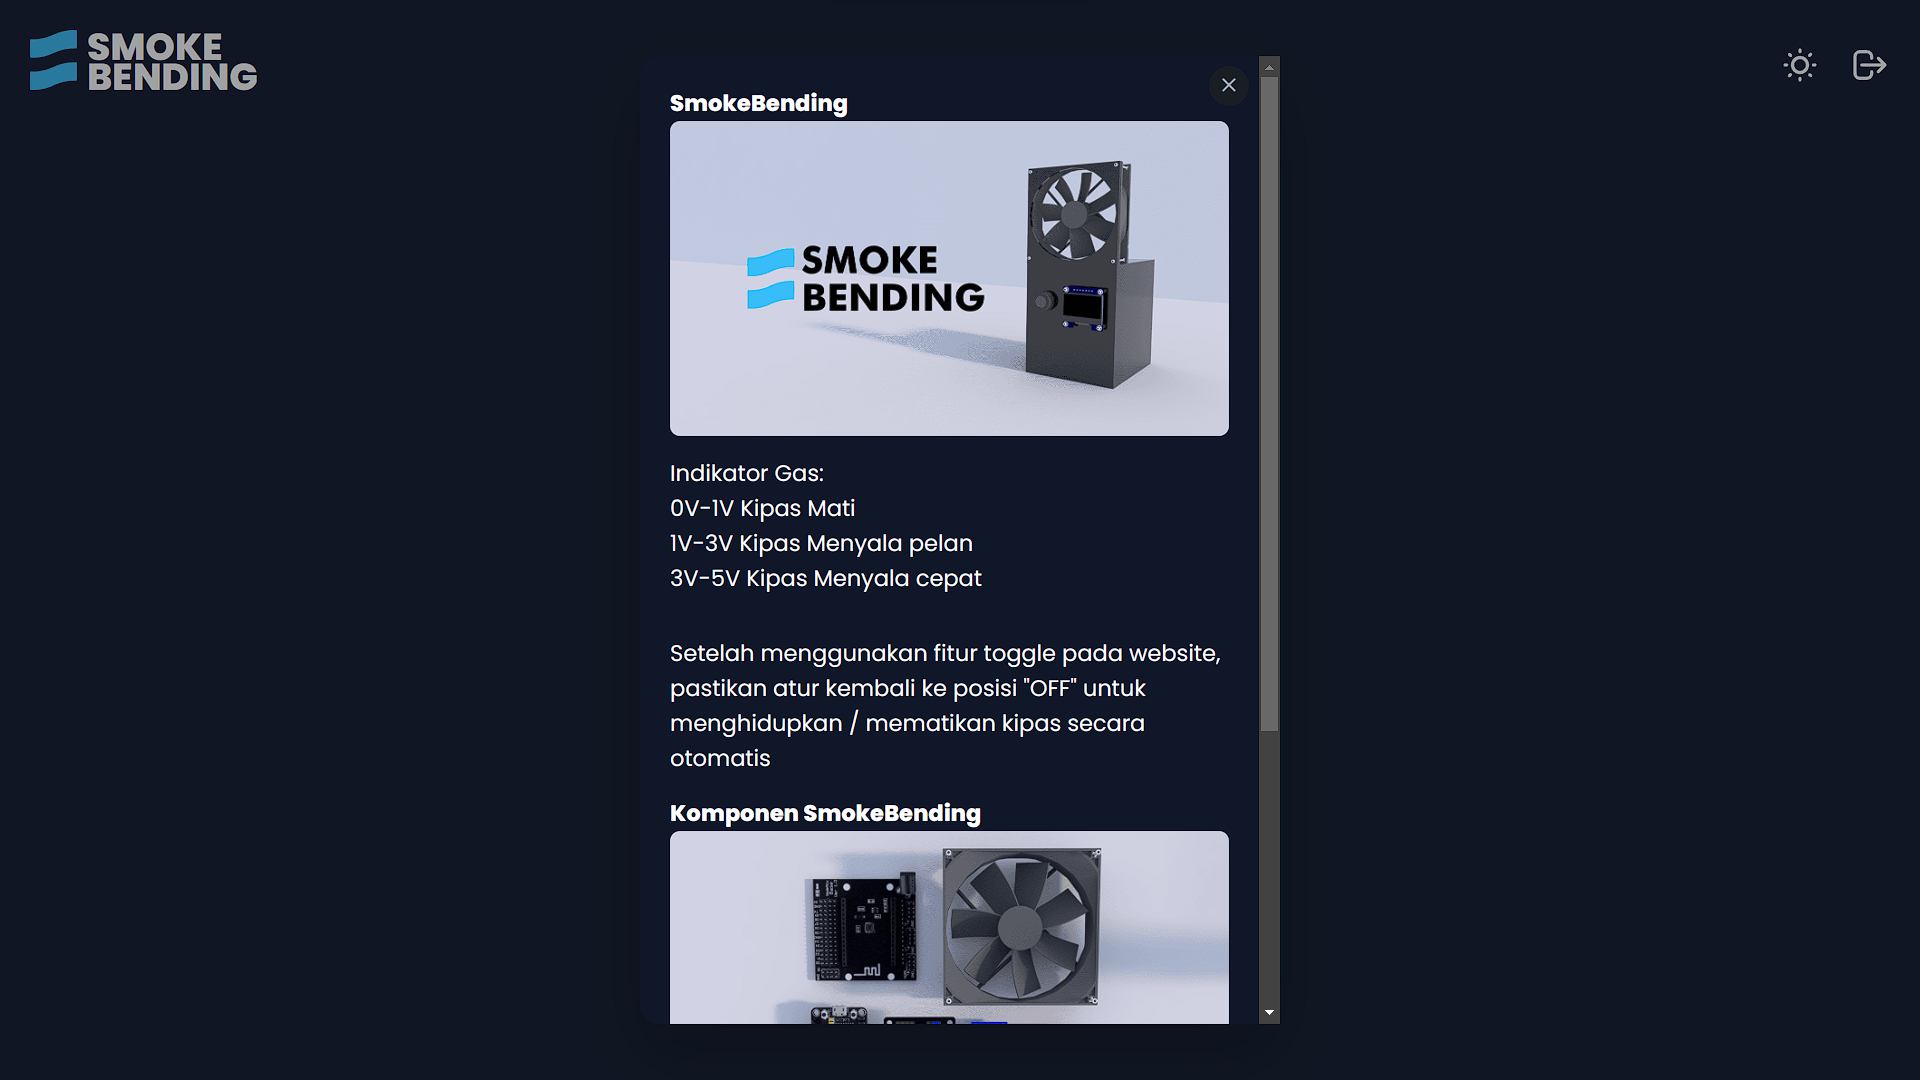 SMOKE
BENDING
SmokeBending
SMOKE
BENDING
Indikator Gas:
0V-1V Kipas Mati
1V-3V Kipas Menyala pelan
3V-5V Kipas Menyala cepat
Setelah menggunakan fitur toggle pada website,
pastikan atur kembali ke posisi "OFF" untuk
menghidupkan / mematikan kipas secara
otomatis
Komponen SmokeBending